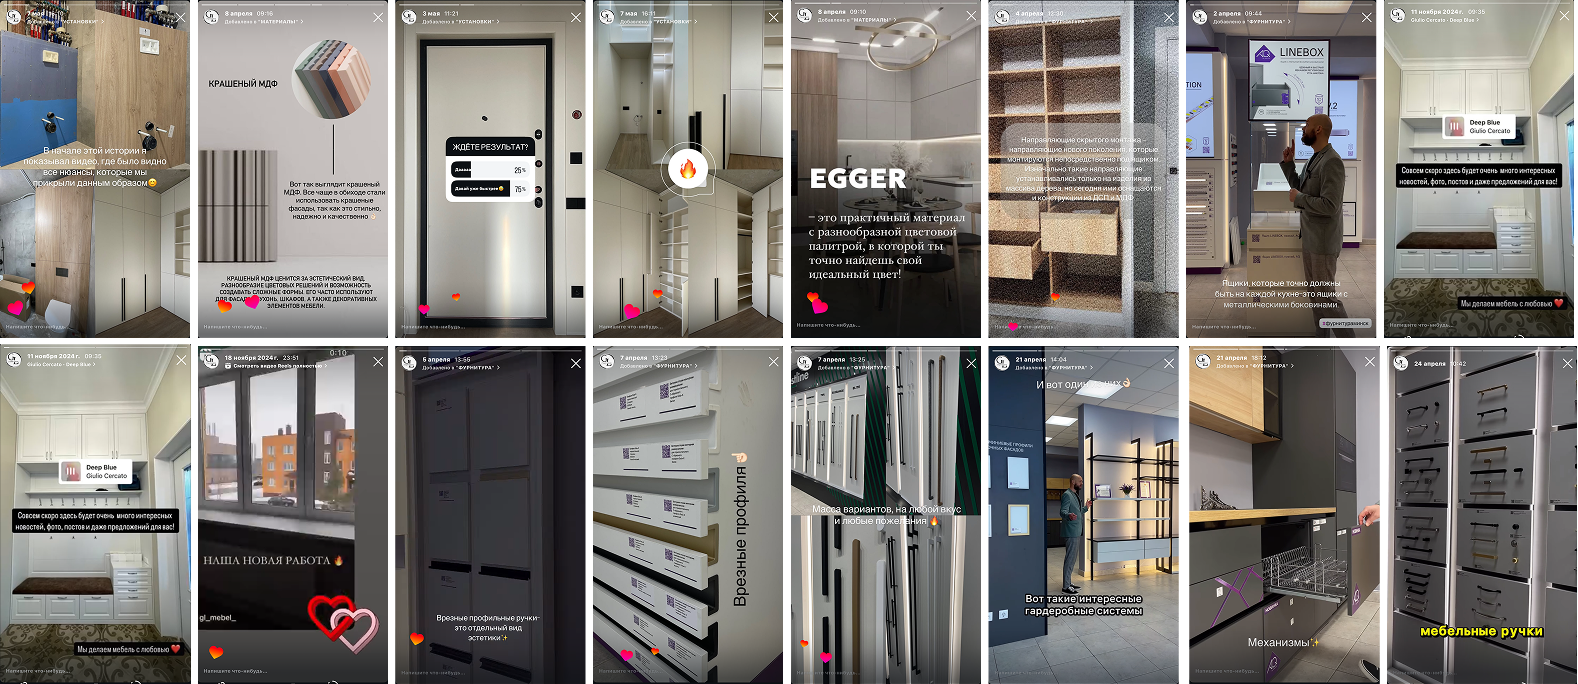 7 мая 16:11
Добавлено в "УСТАНОВКИ" >
В начале этой истории я
показывал видео, где было видно
все нюансы, которые мы
прикрыли данным образом
8 апреля 09:16
Добавлено в "МАТЕРИАЛЫ" >
КРАШЕНЫЙ МДФ
Вот так выглядит крашеный
МДФ. Все чаще в обиходе стали
использовать крашеные
фасады, так как это стильно,
надежно и качественно
КРАШЕНЫЙ МДФ ЦЕНИТСЯ ЗА ЭСТЕТИЧЕСКИЙ ВИД,
РАЗНООБРАЗИЕ ЦВЕТОВЫХ РЕШЕНИЙ И ВОЗМОЖНОСТЬ
СОЗДАВАТЬ СЛОЖНЫЕ ФОРМЫ. ЕГО ЧАСТО ИСПОЛЬЗУЮТ
ДЛЯ ФАСАДОВ КУХОНЬ, ШКАФОВ, А ТАКЖЕ ДЕКОРАТИВНЫХ
ЭЛЕМЕНТОВ МЕБЕЛИ.
Напишите что-нибудь...
3 мая 11:21
Добавлено в "УСТАНОВКИ" >
ЖДЁТЕ РЕЗУЛЬТАТ?
25%
Давай уже быстрее
75%
Напишите что-нибудь...
7 мая 16:11
Добавлено в "УСТАНОВКИ" >
Напишите что-нибудь...
8 апреля 09:10
Добавлено в "МАТЕРИАЛЫ" >
EGGER
– это практичный материал
с разнообразной цветовой
палитрой, в которой ты
точно найдешь свой
идеальный цвет!
Напишите что-нибудь...
4 апреля 12:30
Добавлено в "ФУРНИТУРА" >
Направляющие скрытого монтажа –
направляющие нового поколения, которые
монтируются непосредственно под ящиком.
Изначально такие направляющие
устанавливались только на изделия из
массива дерева, но сегодня ими оснащаются
и конструкции из ДСП и МДФ
Напишите что-нибудь...
2 апреля 09:44
Добавлено в "ФУРНИТУРА" >
LINEBOX
Ящики, которые точно должны
быть на каждой кухне-это ящики с
металлическими боковинами.
#фурнитураминск
Напишите что-нибудь...
11 ноября 2024 г. 09:35
Giulio Cercato - Deep Blue >
Deep Blue
Giulio Cercato
Совсем скоро здесь будет очень много интересных
новостей, фото, постов и даже предложений для вас!
Мы делаем мебель с любовью ❤️
Напишите что-нибудь...
11 ноября 2024 г. 09:35
Giulio Cercato - Deep Blue >
Deep Blue
Giulio Cercato
Совсем скоро здесь будет очень много интересных
новостей, фото, постов и даже предложений для вас!
Мы делаем мебель с любовью ❤️
Напишите что-нибудь...
18 ноября 2024 г. 23:51
Смотреть видео Reels полностью >
0:10
НАША НОВАЯ РАБОТА 🔥
gl_mebel_
Напишите что-нибудь...
5 апреля 13:55
Добавлено в "ФУРНИТУРА" >
Врезные профильные ручки-
это отдельный вид
эстетики✨
Напишите что-нибудь...
7 апреля 13:23
Добавлено в "ФУРНИТУРА" >
Врезные профиля
Напишите что-нибудь...
7 апреля 13:25
Добавлено в "ФУРНИТУРА" >
Масса вариантов, на любой вкус
и любые пожелания 🔥
Напишите что-нибудь...
21 апреля 14:04
Добавлено в "ФУРНИТУРА" >
И вот один из них👌🏻
Вот такие интересные
гардеробные системы
Напишите что-нибудь...
21 апреля 16:12
Добавлено в "ФУРНИТУРА" >
Механизмы✨
Напишите что-нибудь...
24 апреля 10:42
мебельные ручки
Напишите что-нибудь...